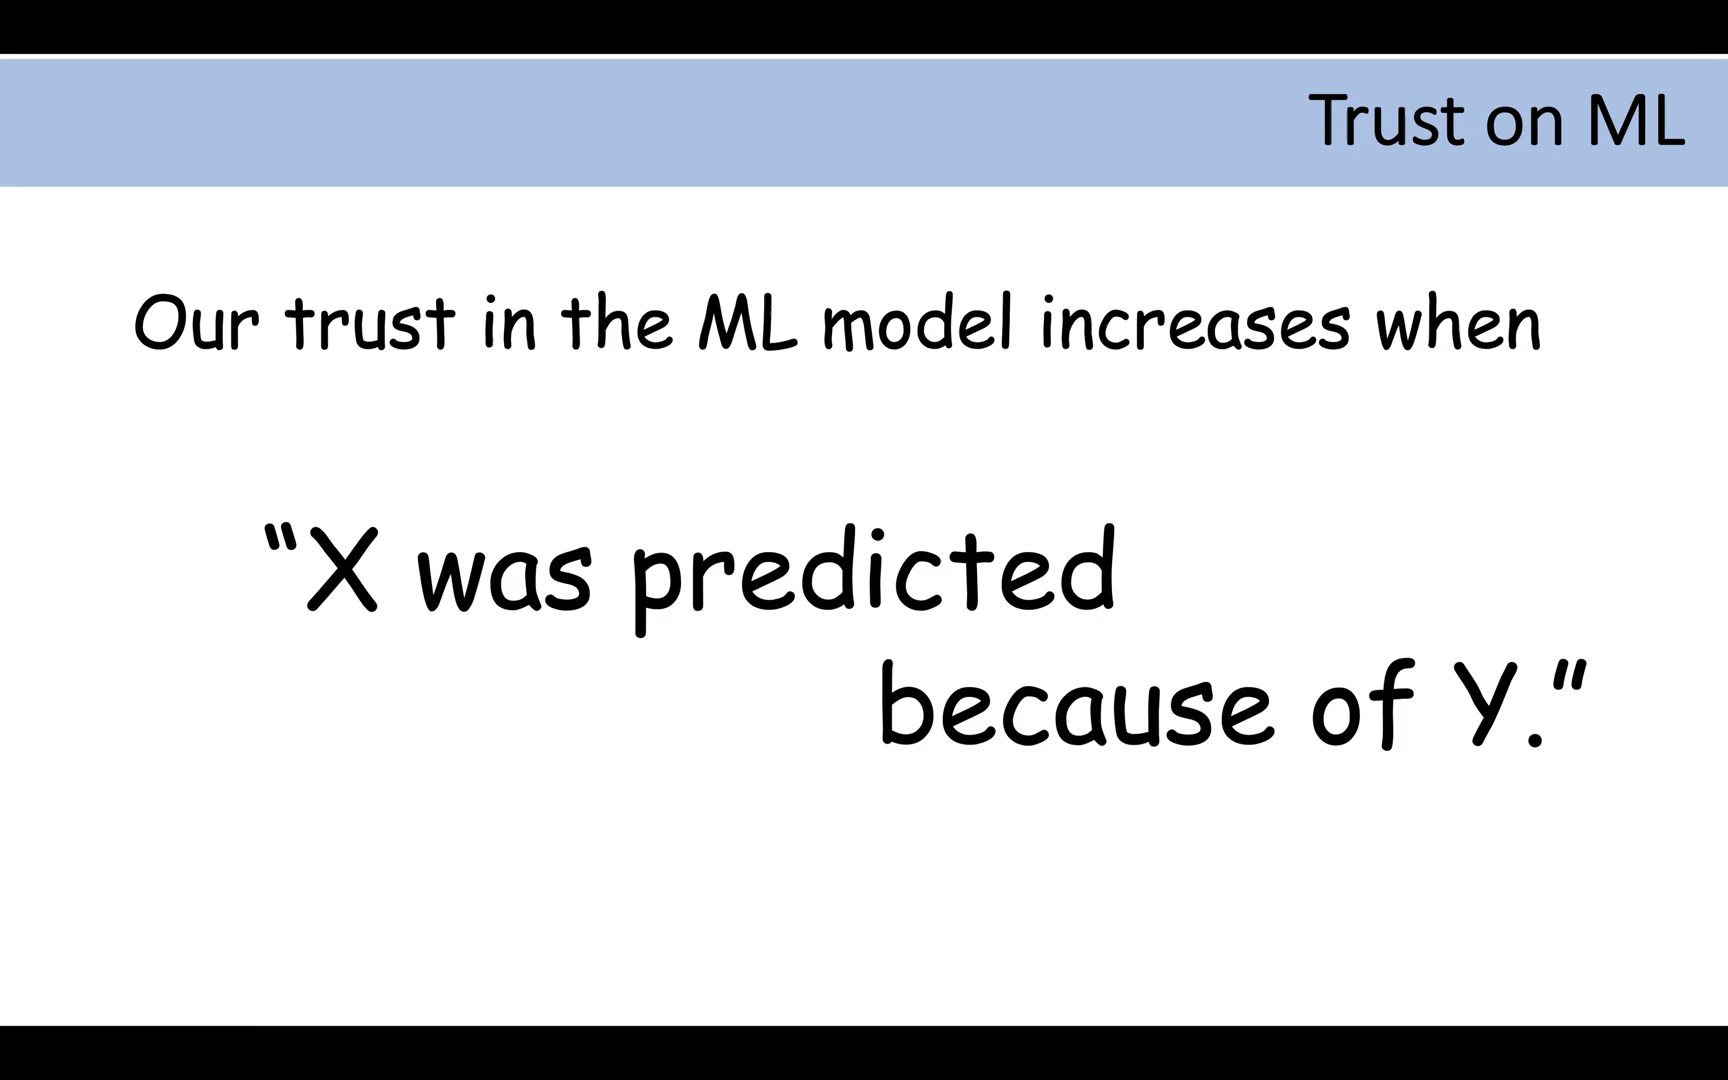 Trust on ML
Our trust in the ML model increases when
“X was predicted
because of Y.”